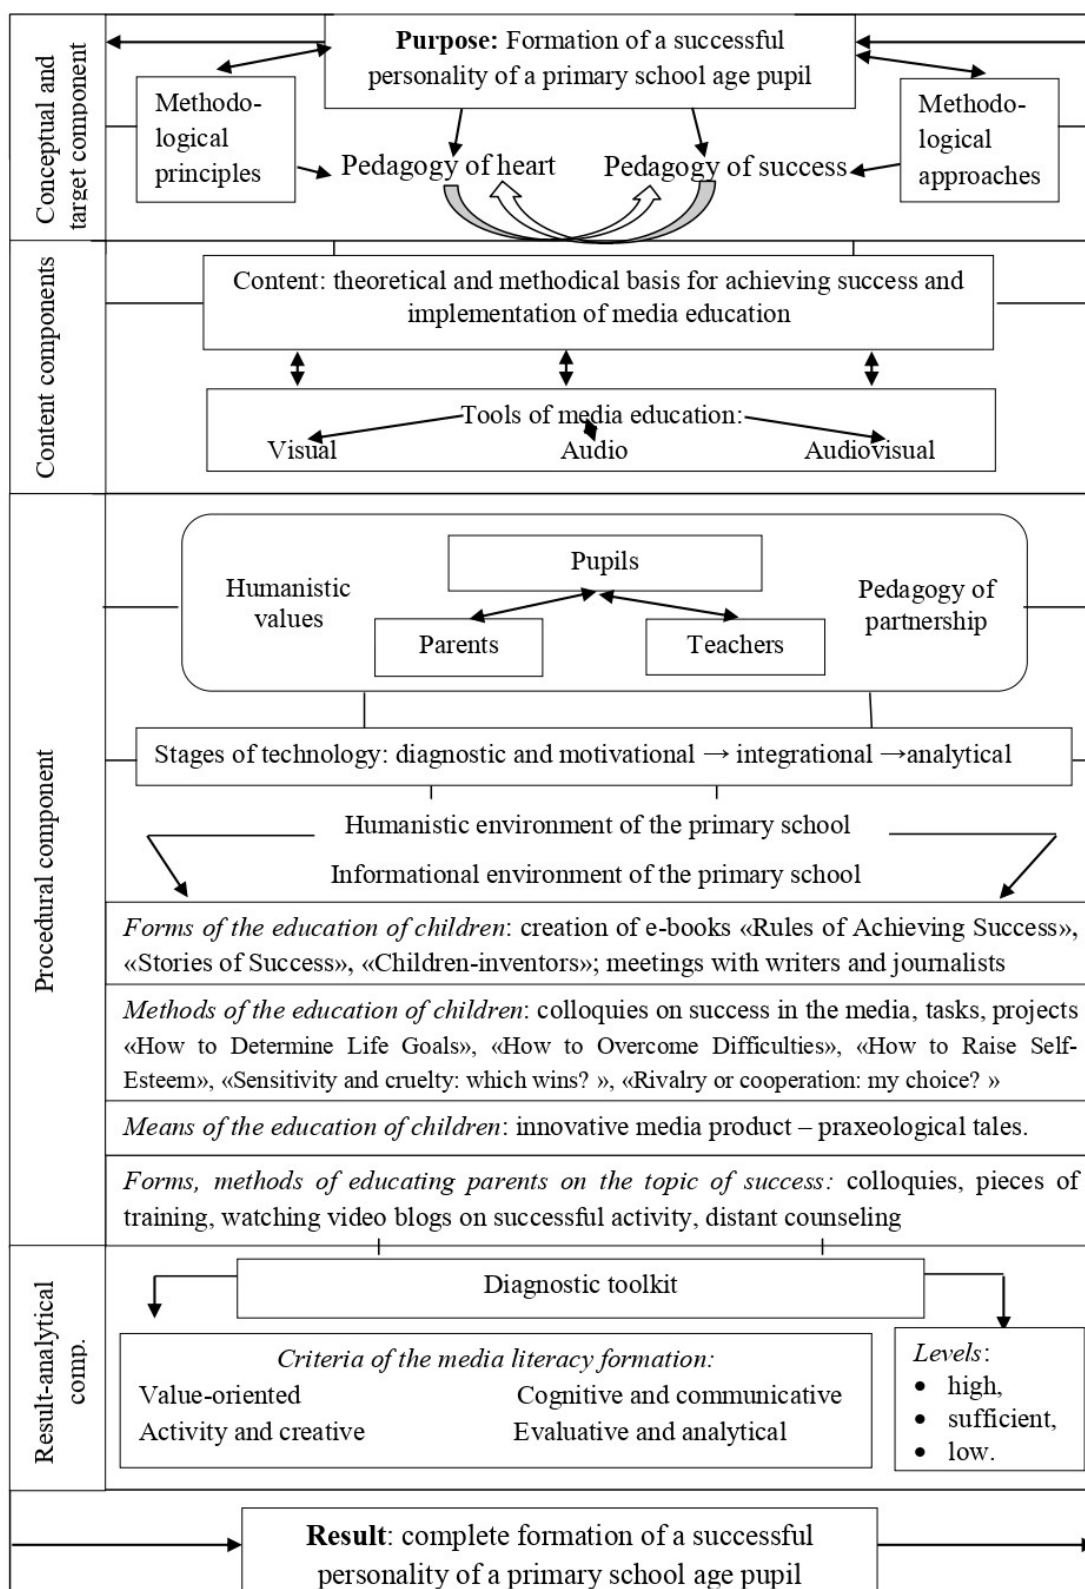 Conceptual and
target component
Purpose: Formation of a successful
personality of a primary school age pupil
Methodo-
logical
principles
Methodo-
logical
approaches
Pedagogy of heart
Pedagogy of success
Content components
Content: theoretical and methodical basis for achieving success and
implementation of media education
Tools of media education:
Visual
Audio
Audiovisual
Procedural component
Humanistic
values
Pupils
Parents
Teachers
Pedagogy of
partnership
Stages of technology: diagnostic and motivational → integrational →analytical
Humanistic environment of the primary school
Informational environment of the primary school
Forms of the education of children: creation of e-books «Rules of Achieving Success»,
«Stories of Success», «Children-inventors»; meetings with writers and journalists
Methods of the education of children: colloquies on success in the media, tasks, projects
«How to Determine Life Goals», «How to Overcome Difficulties», «How to Raise Self-
Esteem», «Sensitivity and cruelty: which wins? », «Rivalry or cooperation: my choice? »
Means of the education of children: innovative media product – praxeological tales.
Forms, methods of educating parents on the topic of success: colloquies, pieces of
training, watching video blogs on successful activity, distant counseling
Result-analytical
comp.
Diagnostic toolkit
Criteria of the media literacy formation:
Value-oriented
Cognitive and communicative
Activity and creative
Evaluative and analytical
Levels:
• high,
• sufficient,
• low.
Result: complete formation of a successful
personality of a primary school age pupil